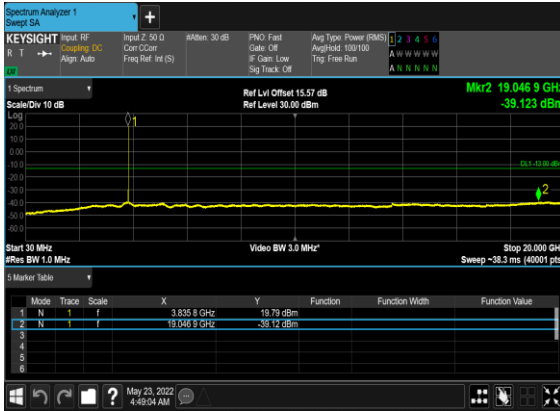 Spectrum Analyzer 1
Swept SA
+
KEYSIGHT Input: RF Input Z: 50 Ω #Atten: 30 dB PNO: Fast Avg Type: Power (RMS) 1 2 3 4 5 6
R T Coupling: DC Corr CCorr Gate: Off Avg|Hold: 100/100 A W W W W W
Align: Auto Freq Ref: Int (S) IF Gain: Low Trig: Free Run
LXI Sig Track: Off A N N N N N
1 Spectrum Ref Lvl Offset 15.57 dB Mkr2 19.046 9 GHz
Scale/Div 10 dB Ref Level 30.00 dBm -39.123 dBm
Log
20.0
10.0
0.00
-10.0
-20.0
-30.0
-40.0
-50.0
-60.0
1
DL1 -13.00 dBm
2
Start 30 MHz Video BW 3.0 MHz* Stop 20.000 GHz
#Res BW 1.0 MHz Sweep ~38.3 ms (40001 pts)
5 Marker Table
Mode Trace Scale X Y Function Function Width Function Value
1 N 1 f 3.835 8 GHz 19.79 dBm
2 N 1 f 19.046 9 GHz -39.12 dBm
3
4
5
6
? May 23, 2022
4:49:04 AM